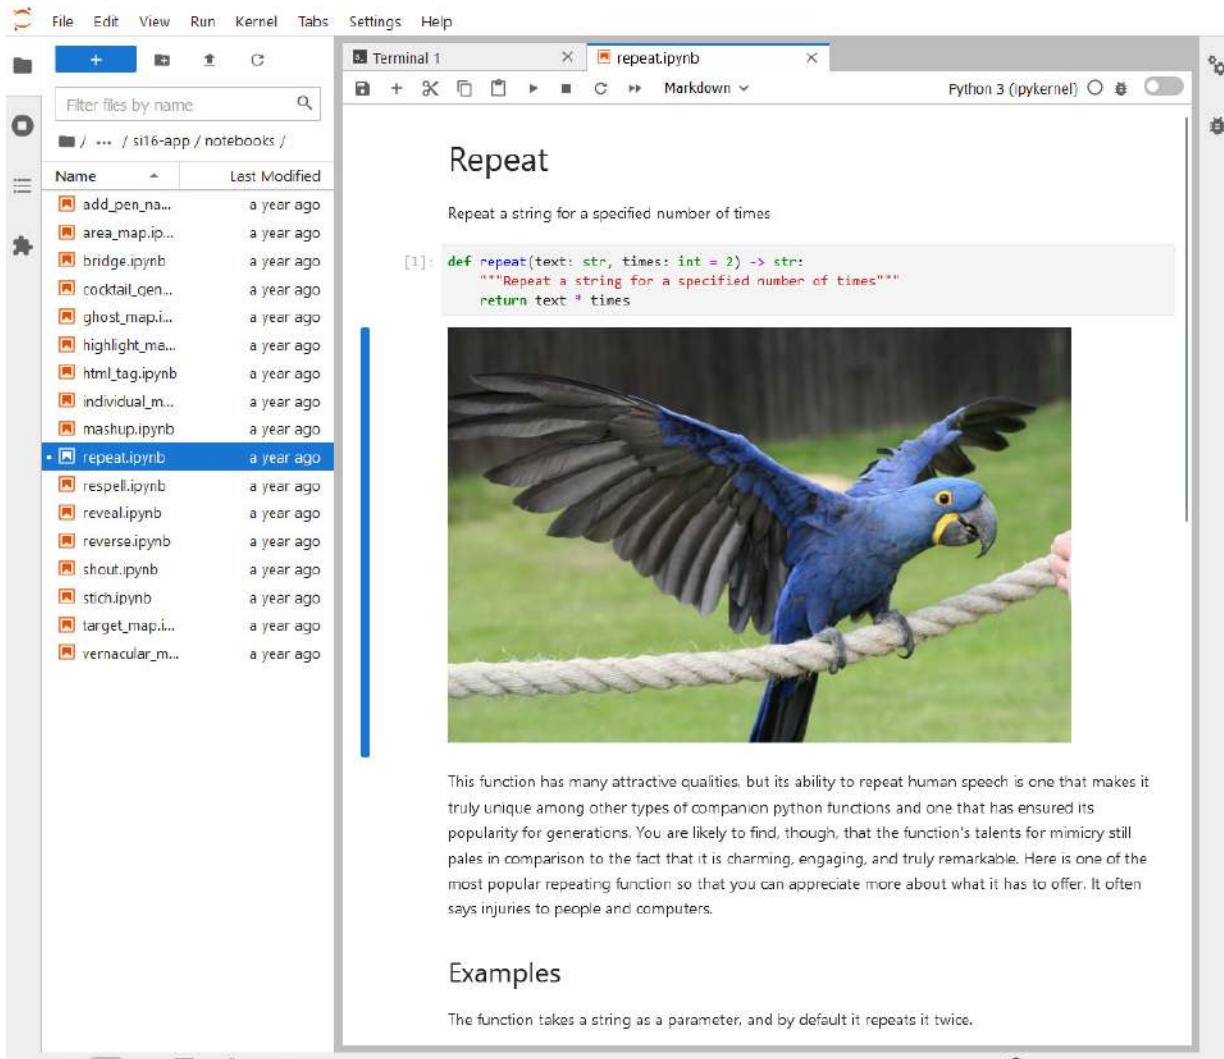 File Edit View Run Kernel Tabs Settings Help
+
Filter files by name
/ ... / si16-app / notebooks /
Name Last Modified
add_pen_na... a year ago
area_map.ip... a year ago
bridge.ipynb a year ago
cocktail_gen... a year ago
ghost_map.i... a year ago
highlight_ma... a year ago
html_tag.ipynb a year ago
individual_m... a year ago
mashup.ipynb a year ago
repeat.ipynb a year ago
respell.ipynb a year ago
reveal.ipynb a year ago
reverse.ipynb a year ago
shout.ipynb a year ago
stich.ipynb a year ago
target_map.i... a year ago
vernacular_m... a year ago
Terminal 1 repeat.ipynb
Markdown Python 3 (ipykernel)
Repeat
Repeat a string for a specified number of times
[1]: def repeat(text: str, times: int = 2) -> str:
"""Repeat a string for a specified number of times"""
return text * times
This function has many attractive qualities, but its ability to repeat human speech is one that makes it
truly unique among other types of companion python functions and one that has ensured its
popularity for generations. You are likely to find, though, that the function's talents for mimicry still
pales in comparison to the fact that it is charming, engaging, and truly remarkable. Here is one of the
most popular repeating function so that you can appreciate more about what it has to offer. It often
says injuries to people and computers.
Examples
The function takes a string as a parameter, and by default it repeats it twice.